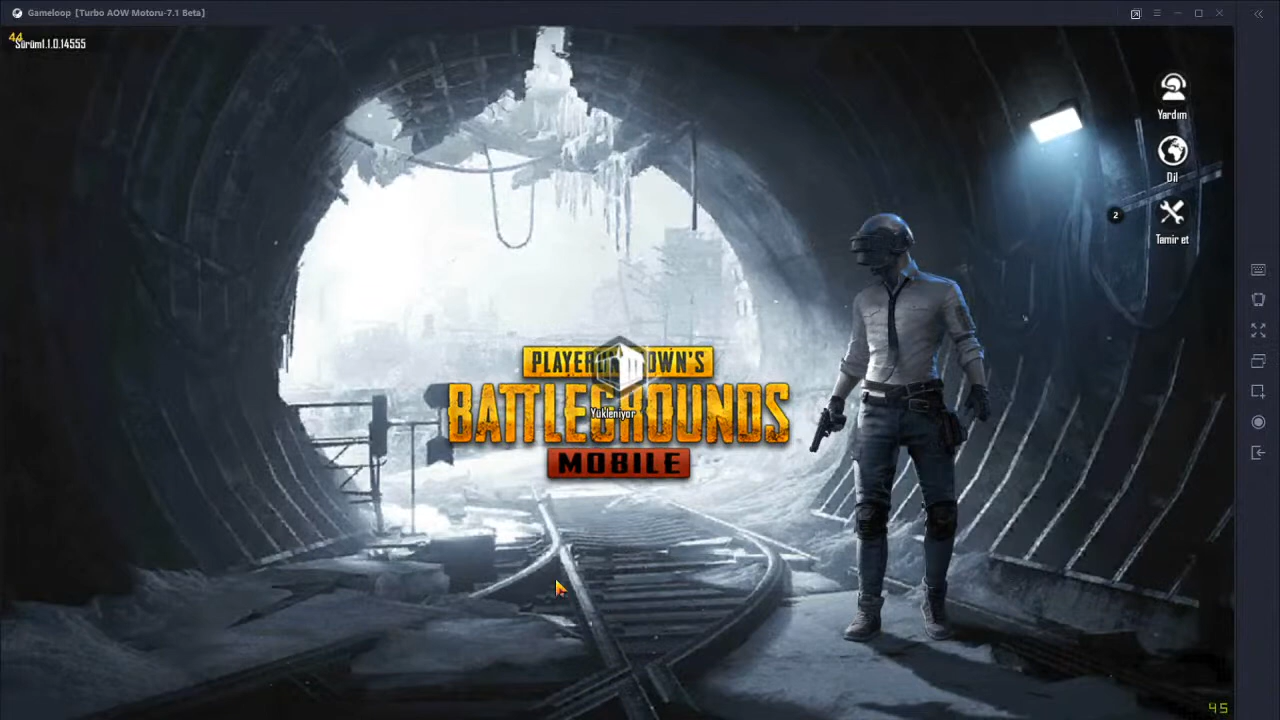 Gameloop [Turbo AOW Motoru-7.1 Beta]
44
Sürüm1.1.0.14555
Yardım
Dil
2
Tamir et
BATTLEGROUNDS
Yükleniyor
MOBILE
45